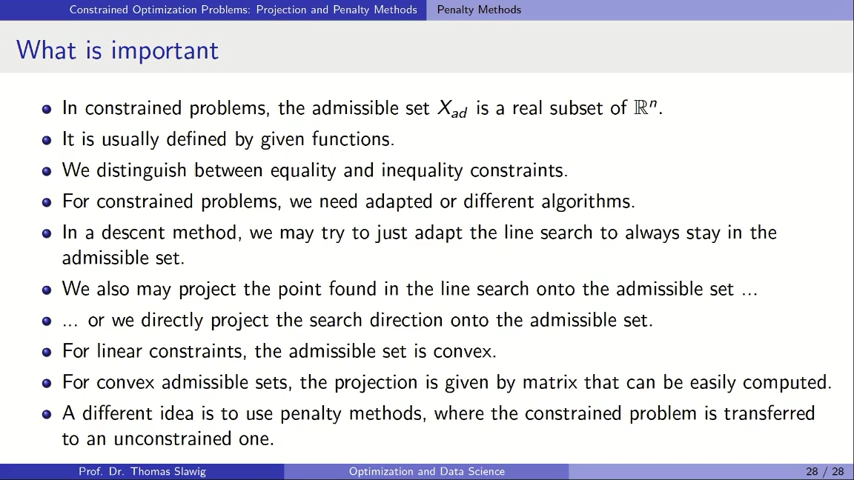 Constrained Optimization Problems: Projection and Penalty Methods Penalty Methods
What is important
In constrained problems, the admissible set X_ad is a real subset of ℝⁿ.
It is usually defined by given functions.
We distinguish between equality and inequality constraints.
For constrained problems, we need adapted or different algorithms.
In a descent method, we may try to just adapt the line search to always stay in the
admissible set.
We also may project the point found in the line search onto the admissible set ...
... or we directly project the search direction onto the admissible set.
For linear constraints, the admissible set is convex.
For convex admissible sets, the projection is given by matrix that can be easily computed.
A different idea is to use penalty methods, where the constrained problem is transferred
to an unconstrained one.
Prof. Dr. Thomas Slawig Optimization and Data Science 28 / 28